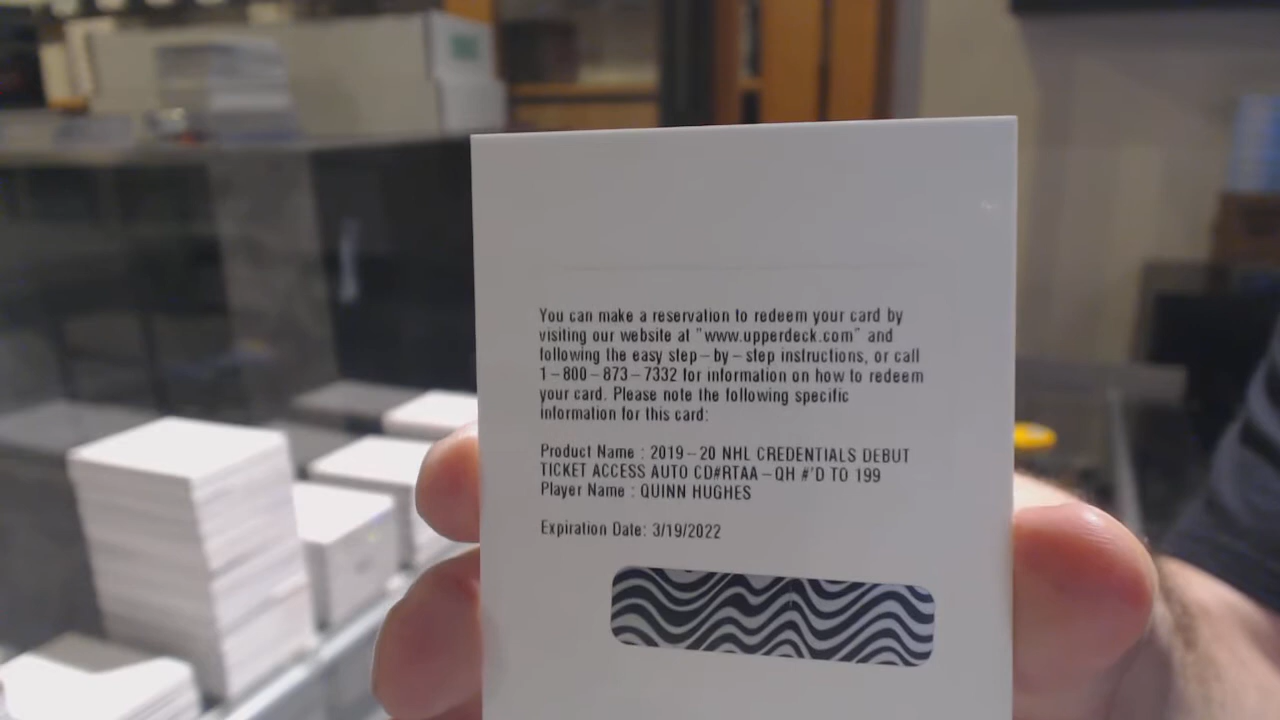 You can make a reservation to redeem your card by
visiting our website at "www.upperdeck.com" and
following the easy step – by – step instructions, or call
1 – 800 – 873 – 7332 for information on how to redeem
your card. Please note the following specific
information for this card:
Product Name : 2019 – 20 NHL CREDENTIALS DEBUT
TICKET ACCESS AUTO CD#RTAA – QH #'D TO 199
Player Name : QUINN HUGHES
Expiration Date: 3/19/2022